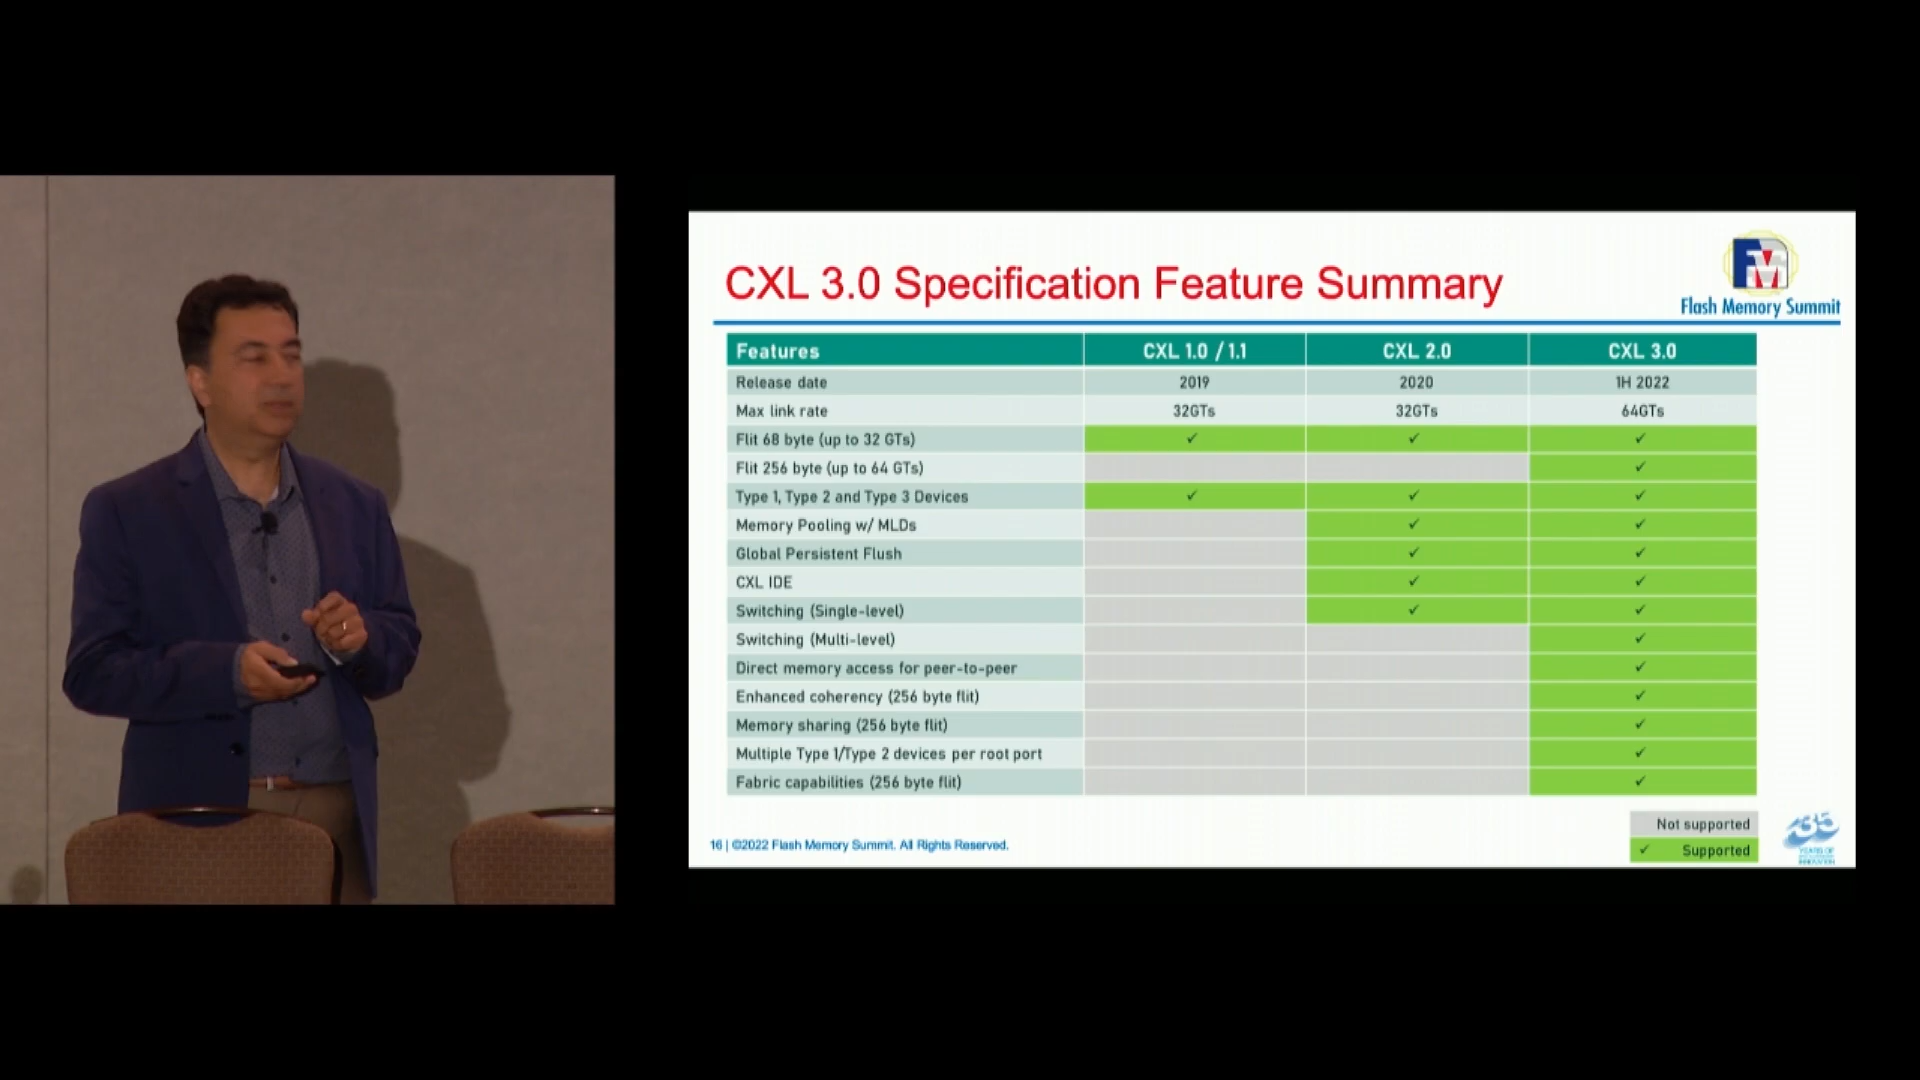 CXL 3.0 Specification Feature Summary
Flash Memory Summit
Features CXL 1.0 / 1.1 CXL 2.0 CXL 3.0
Release date 2019 2020 1H 2022
Max link rate 32GTs 32GTs 64GTs
Flit 68 byte (up to 32 GTs) ✓ ✓ ✓
Flit 256 byte (up to 64 GTs) ✓
Type 1, Type 2 and Type 3 Devices ✓ ✓ ✓
Memory Pooling w/ MLDs ✓ ✓
Global Persistent Flush ✓ ✓
CXL IDE ✓ ✓
Switching (Single-level) ✓ ✓
Switching (Multi-level) ✓
Direct memory access for peer-to-peer ✓
Enhanced coherency (256 byte flit) ✓
Memory sharing (256 byte flit) ✓
Multiple Type 1/Type 2 devices per root port ✓
Fabric capabilities (256 byte flit) ✓
Not supported
✓ Supported
16 | ©2022 Flash Memory Summit. All Rights Reserved.
35
YEARS OF